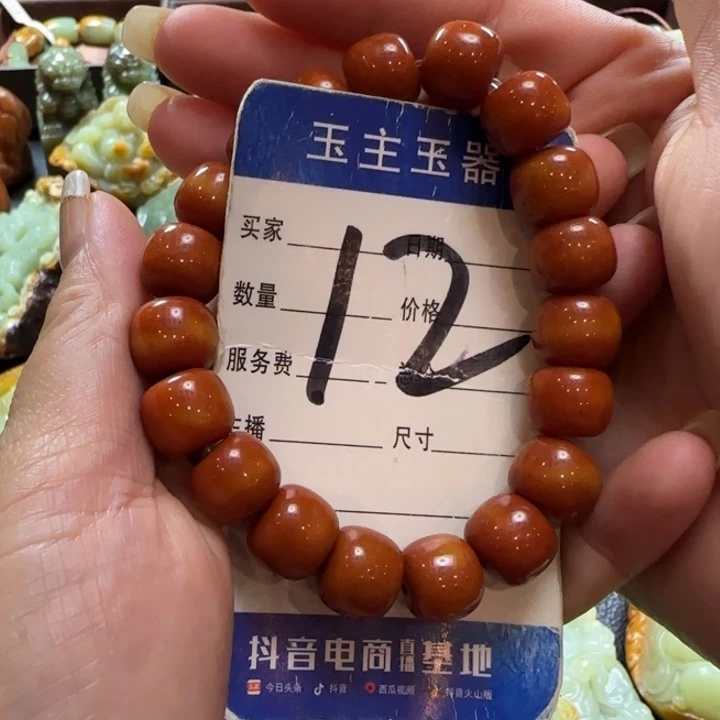 玉主玉器
12
买家 日期
数量 价格
服务费
主播 尺寸
抖音电商直播基地
今日头条 抖音 西瓜视频 抖音火山版